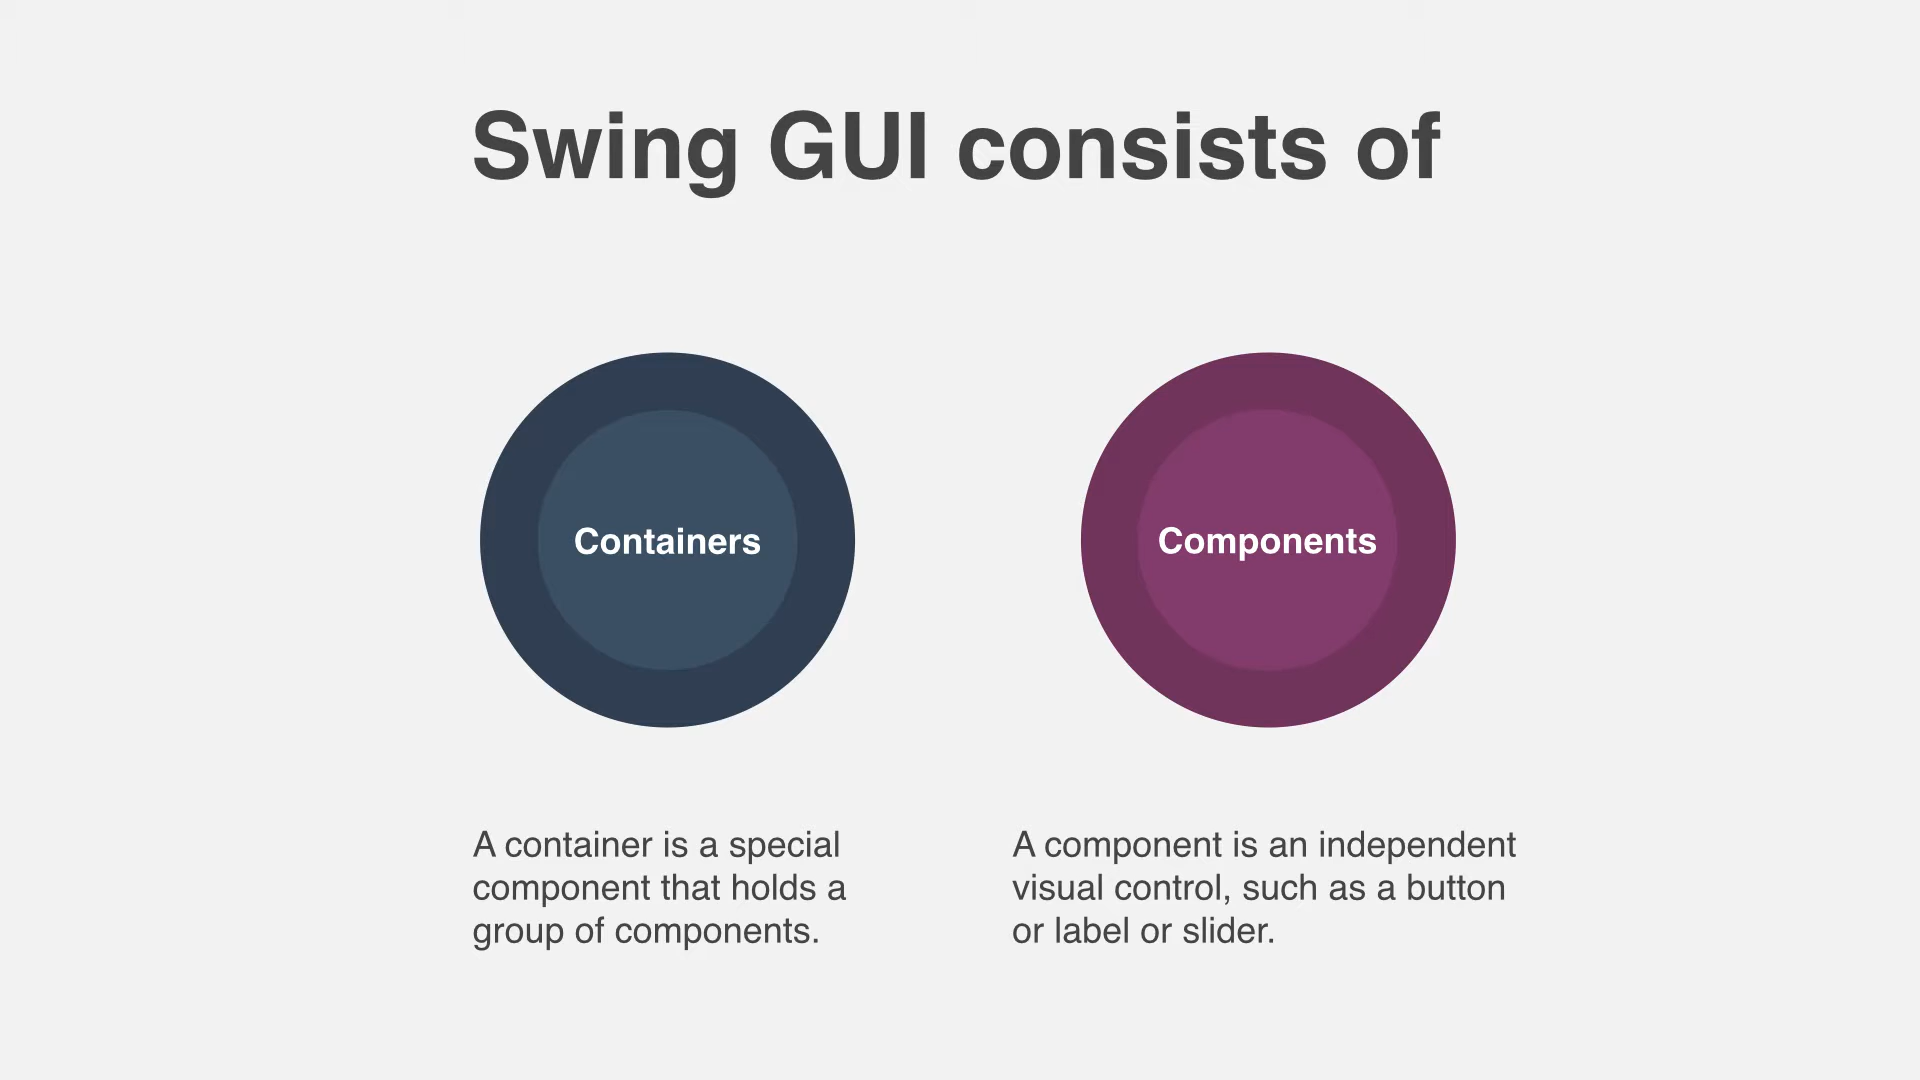 Swing GUI consists of
Containers
Components
A container is a special
component that holds a
group of components.
A component is an independent
visual control, such as a button
or label or slider.